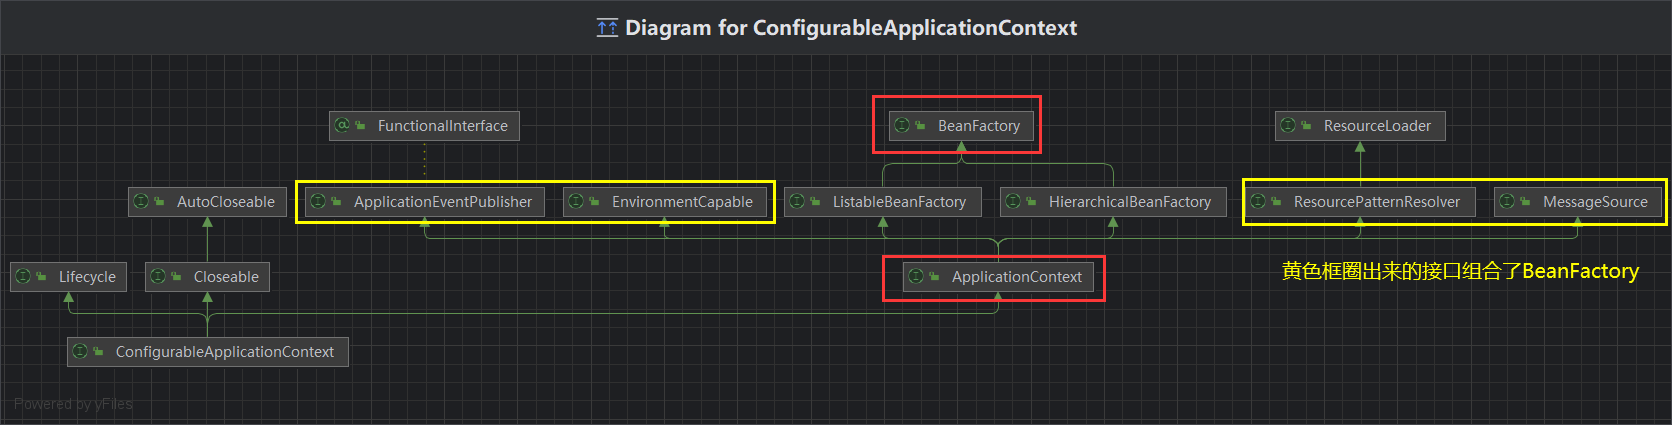 Diagram for ConfigurableApplicationContext
FunctionalInterface
BeanFactory
ResourceLoader
AutoCloseable
ApplicationEventPublisher
EnvironmentCapable
ListableBeanFactory
HierarchicalBeanFactory
ResourcePatternResolver
MessageSource
Lifecycle
Closeable
ApplicationContext
黄色框圈出来的接口组合了BeanFactory
ConfigurableApplicationContext
Powered by yFiles